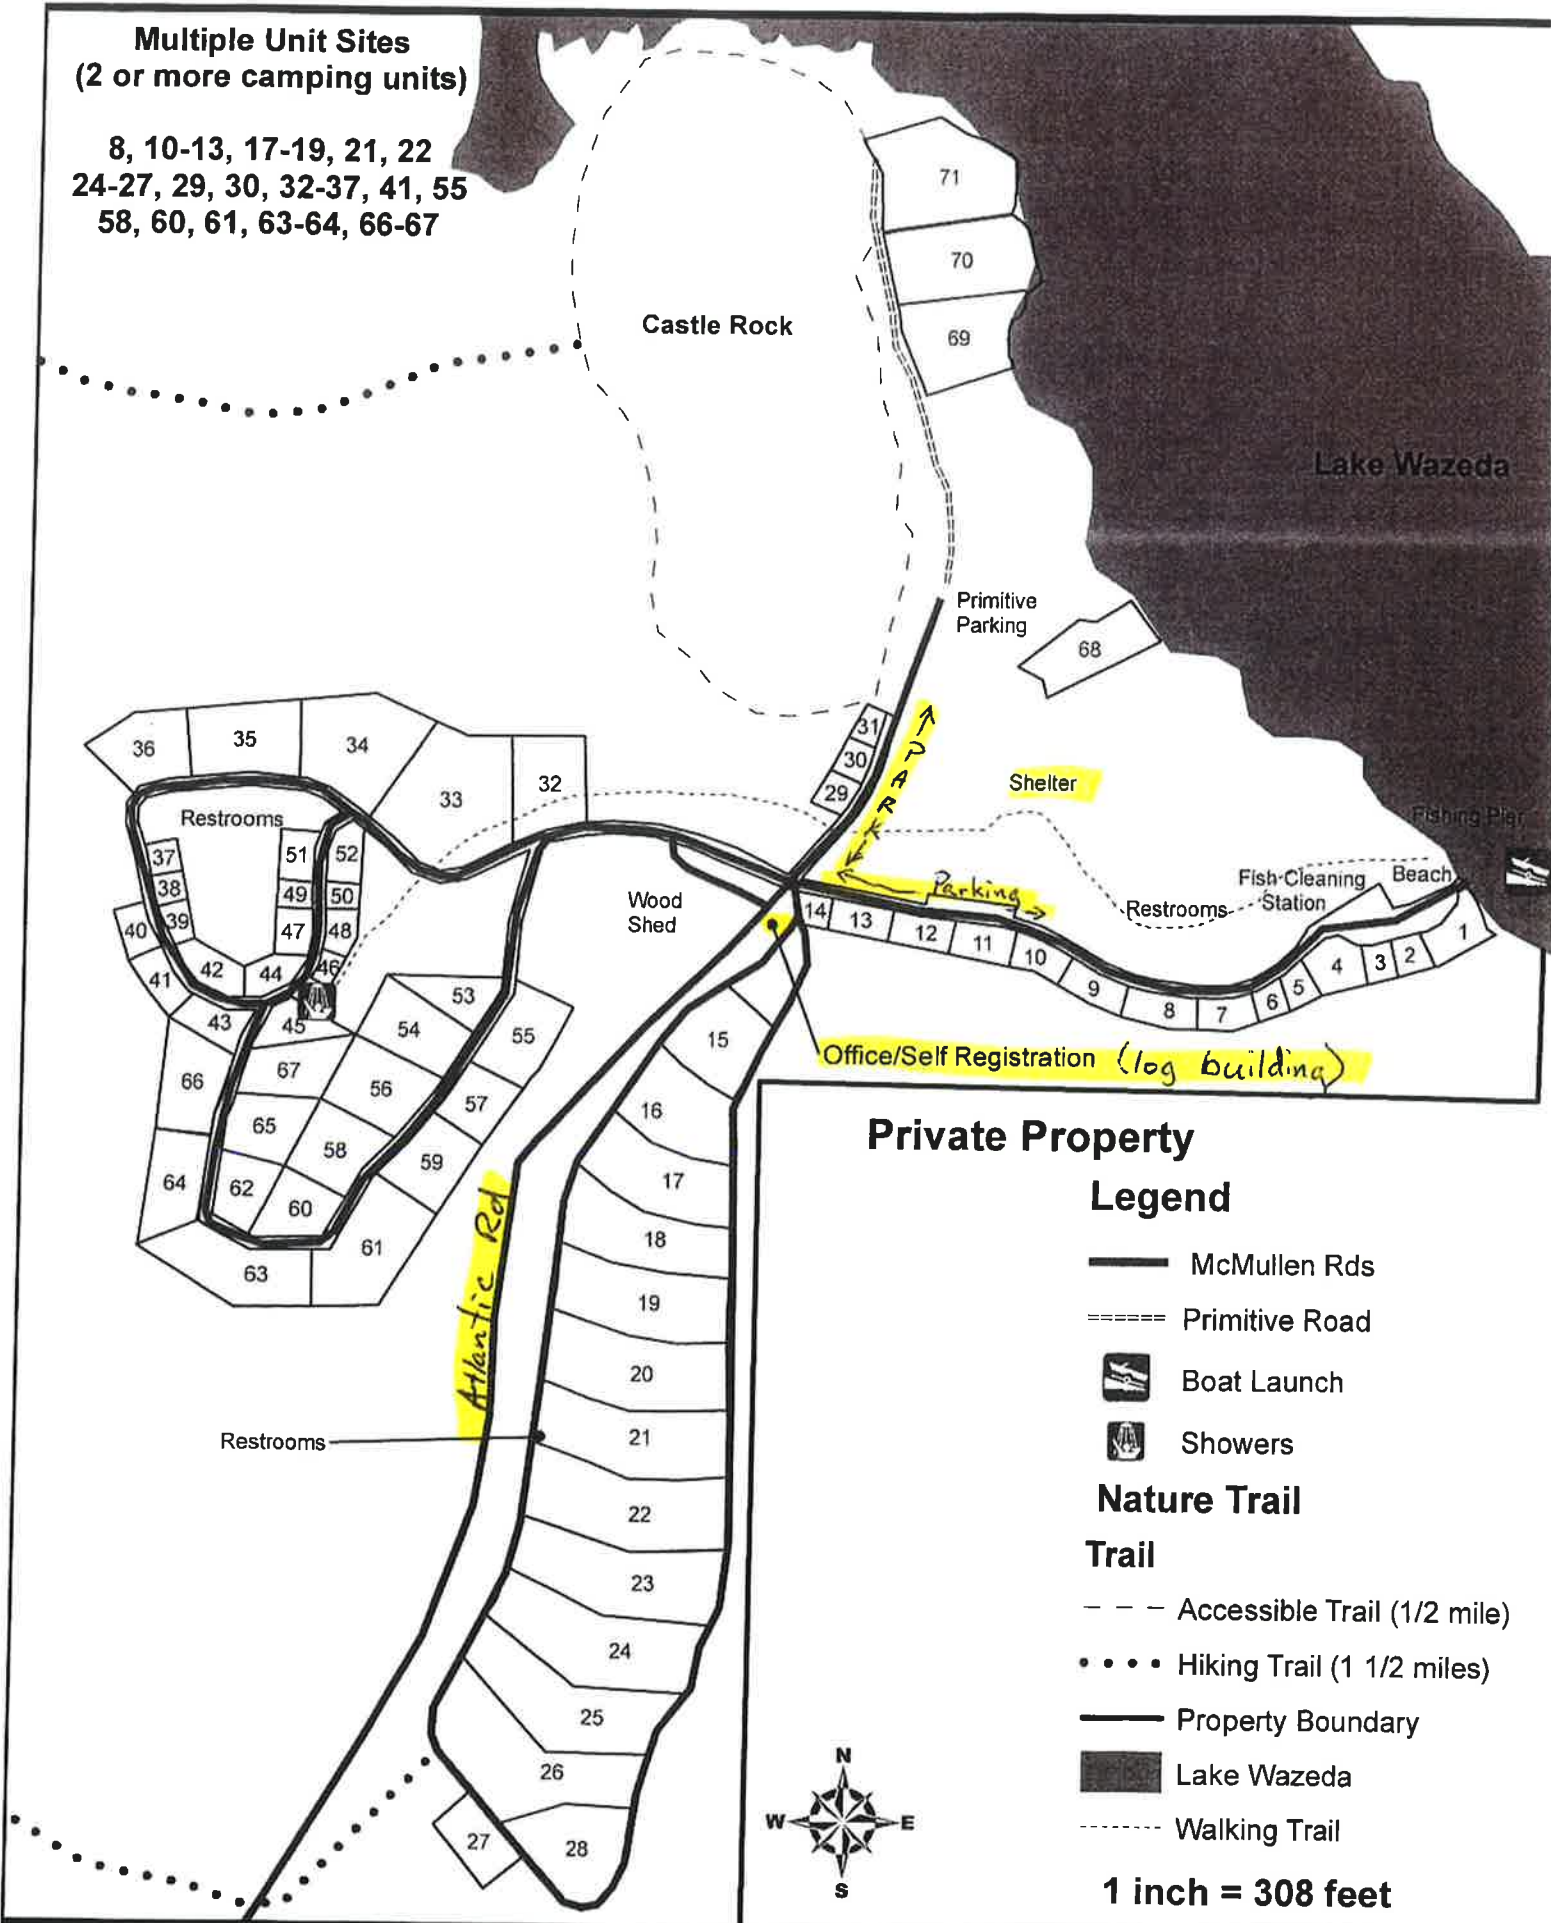 Multiple Unit Sites
(2 or more camping units)
8, 10-13, 17-19, 21, 22
24-27, 29, 30, 32-37, 41, 55
58, 60, 61, 63-64, 66-67
71
70
Castle Rock
69
Lake Wazeda
Primitive
Parking
68
31
30
29
PARK
Shelter
36
35
34
33
32
Restrooms
Fishing Pier
37
38
39
40
41
42
44
51
52
49
50
47
48
46
43
45
Wood
Shed
Parking
Fish-Cleaning
Station
Beach
Restrooms
14
13
12
11
10
9
8
7
6
5
4
3
2
1
53
54
55
66
67
56
57
65
58
59
64
62
60
61
63
15
Office/Self Registration (log building)
16
17
18
19
20
21
22
23
24
25
26
27
28
Atlantic Rd
Restrooms
Private Property
Legend
McMullen Rds
Primitive Road
Boat Launch
Showers
Nature Trail
Trail
Accessible Trail (1/2 mile)
Hiking Trail (1 1/2 miles)
Property Boundary
Lake Wazeda
Walking Trail
N
W E
S
1 inch = 308 feet